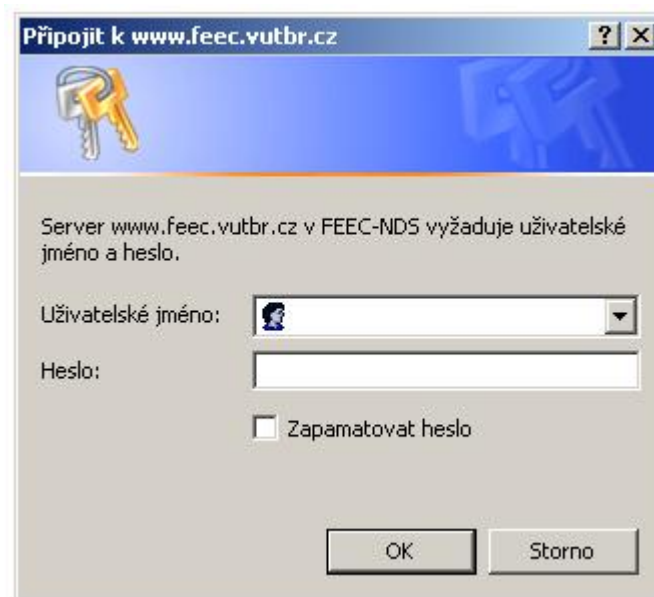 Připojit k www.feec.vutbr.cz
Server www.feec.vutbr.cz v FEEC-NDS vyžaduje uživatelské
jméno a heslo.
Uživatelské jméno:
Heslo:
Zapamatovat heslo
OK Storno